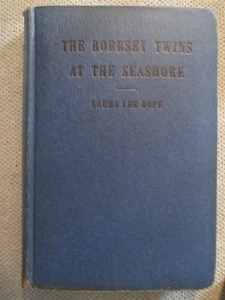 THE BOBBSEY TWINS
AT THE SEASHORE
LAURA LEE HOPE